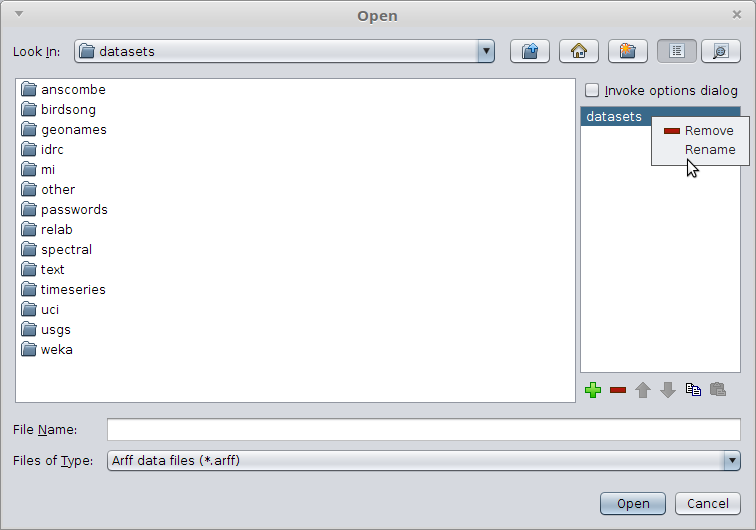 Open
Look In: datasets
anscombe
birdsong
geonames
idrc
mi
other
passwords
relab
spectral
text
timeseries
uci
usgs
weka
Invoke options dialog
datasets
Remove
Rename
File Name:
Files of Type: Arff data files (*.arff)
Open Cancel